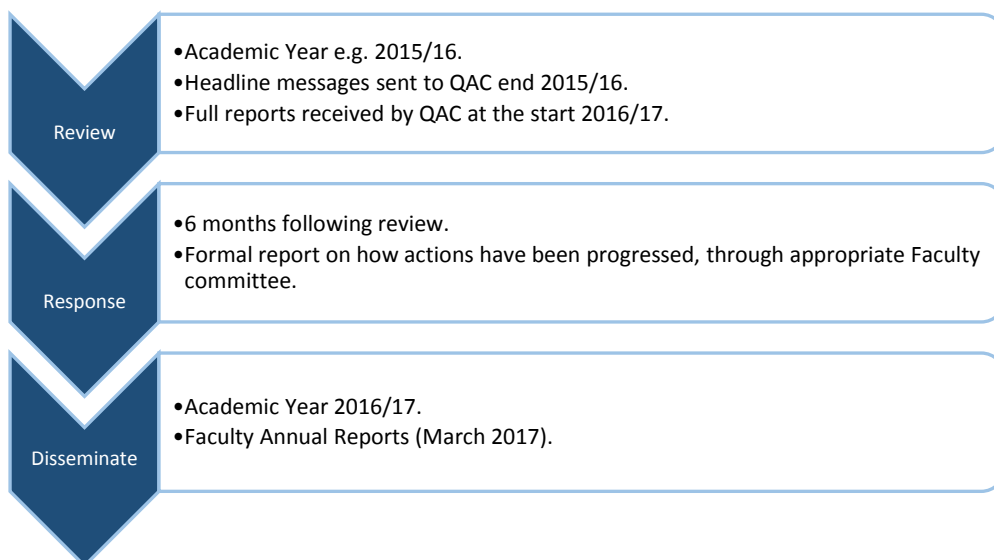 Review
•Academic Year e.g. 2015/16.
•Headline messages sent to QAC end 2015/16.
•Full reports received by QAC at the start 2016/17.
Response
•6 months following review.
•Formal report on how actions have been progressed, through appropriate Faculty
committee.
Disseminate
•Academic Year 2016/17.
•Faculty Annual Reports (March 2017).